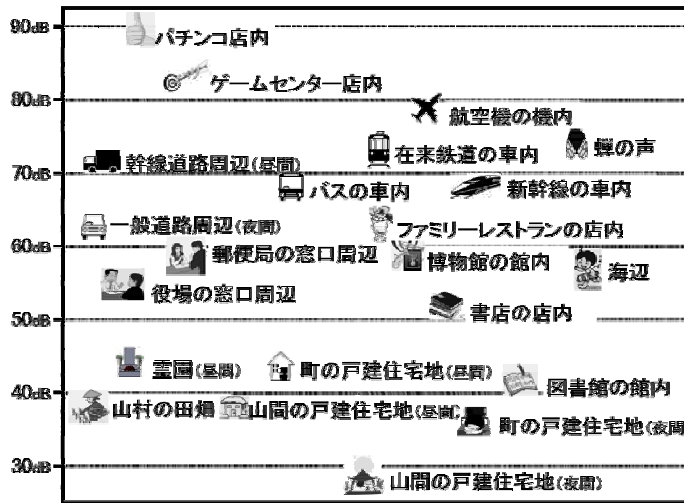 90dB
パチンコ店内
ゲームセンター店内
80dB
航空機の機内
在来鉄道の車内
蝉の声
幹線道路周辺(昼間)
70dB
バスの車内
新幹線の車内
一般道路周辺(夜間)
ファミリーレストランの店内
60dB
郵便局の窓口周辺
博物館の館内
海辺
役場の窓口周辺
書店の店内
50dB
霊園(昼間)
町の戸建住宅地(昼間)
図書館の館内
40dB
山村の田畑
山間の戸建住宅地(昼間)
町の戸建住宅地(夜間
30dB
山間の戸建住宅地(夜間)